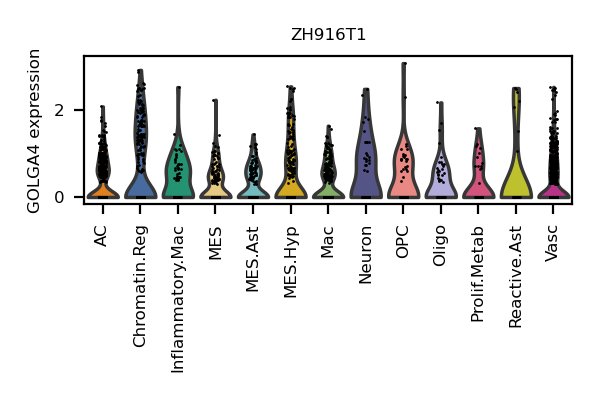 ZH916T1
GOLGA4 expression
2
0
AC
Chromatin.Reg
Inflammatory.Mac
MES
MES.Ast
MES.Hyp
Mac
Neuron
OPC
Oligo
Prolif.Metab
Reactive.Ast
Vasc